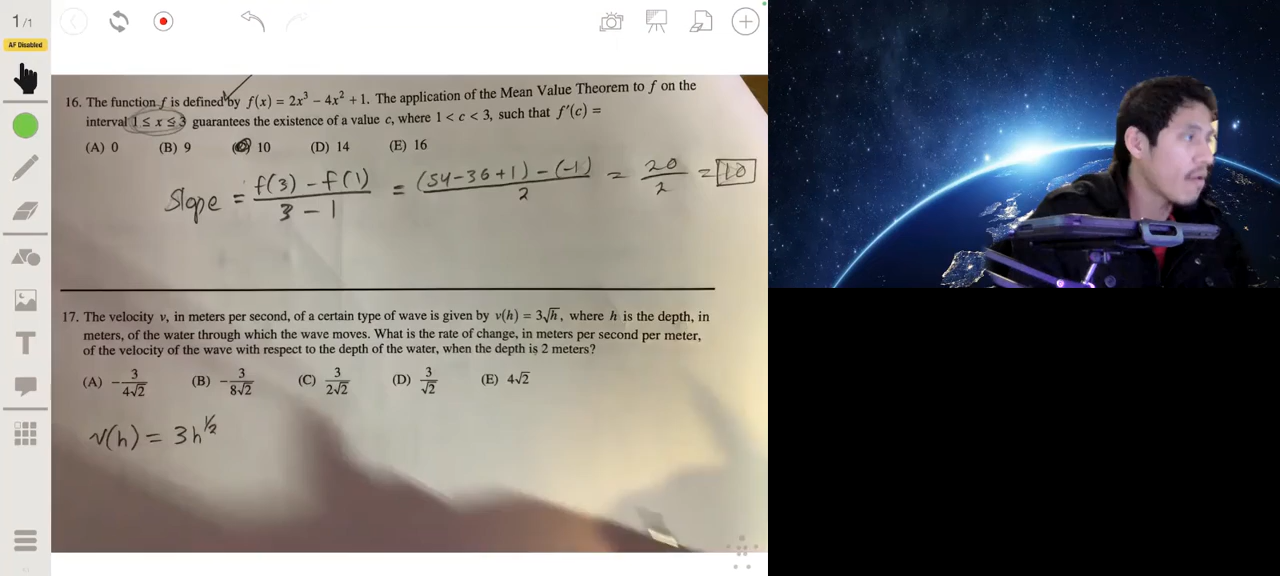 1/1
AF Disabled
16. The function f is defined by f(x) = 2x³ − 4x² + 1. The application of the Mean Value Theorem to f on the
interval 1 ≤ x ≤ 3 guarantees the existence of a value c, where 1 < c < 3, such that f′(c) =
(A) 0 (B) 9 10 (D) 14 (E) 16
Slope = f(3) − f(1) / 3 − 1 = (54−36+1) − (−1) / 2 = 20 / 2 = 10
17. The velocity v, in meters per second, of a certain type of wave is given by v(h) = 3√h, where h is the depth, in
meters, of the water through which the wave moves. What is the rate of change, in meters per second per meter,
of the velocity of the wave with respect to the depth of the water, when the depth is 2 meters?
(A) −3/4√2 (B) −3/8√2 (C) 3/2√2 (D) 3/√2 (E) 4√2
v(h) = 3h^1/2
T